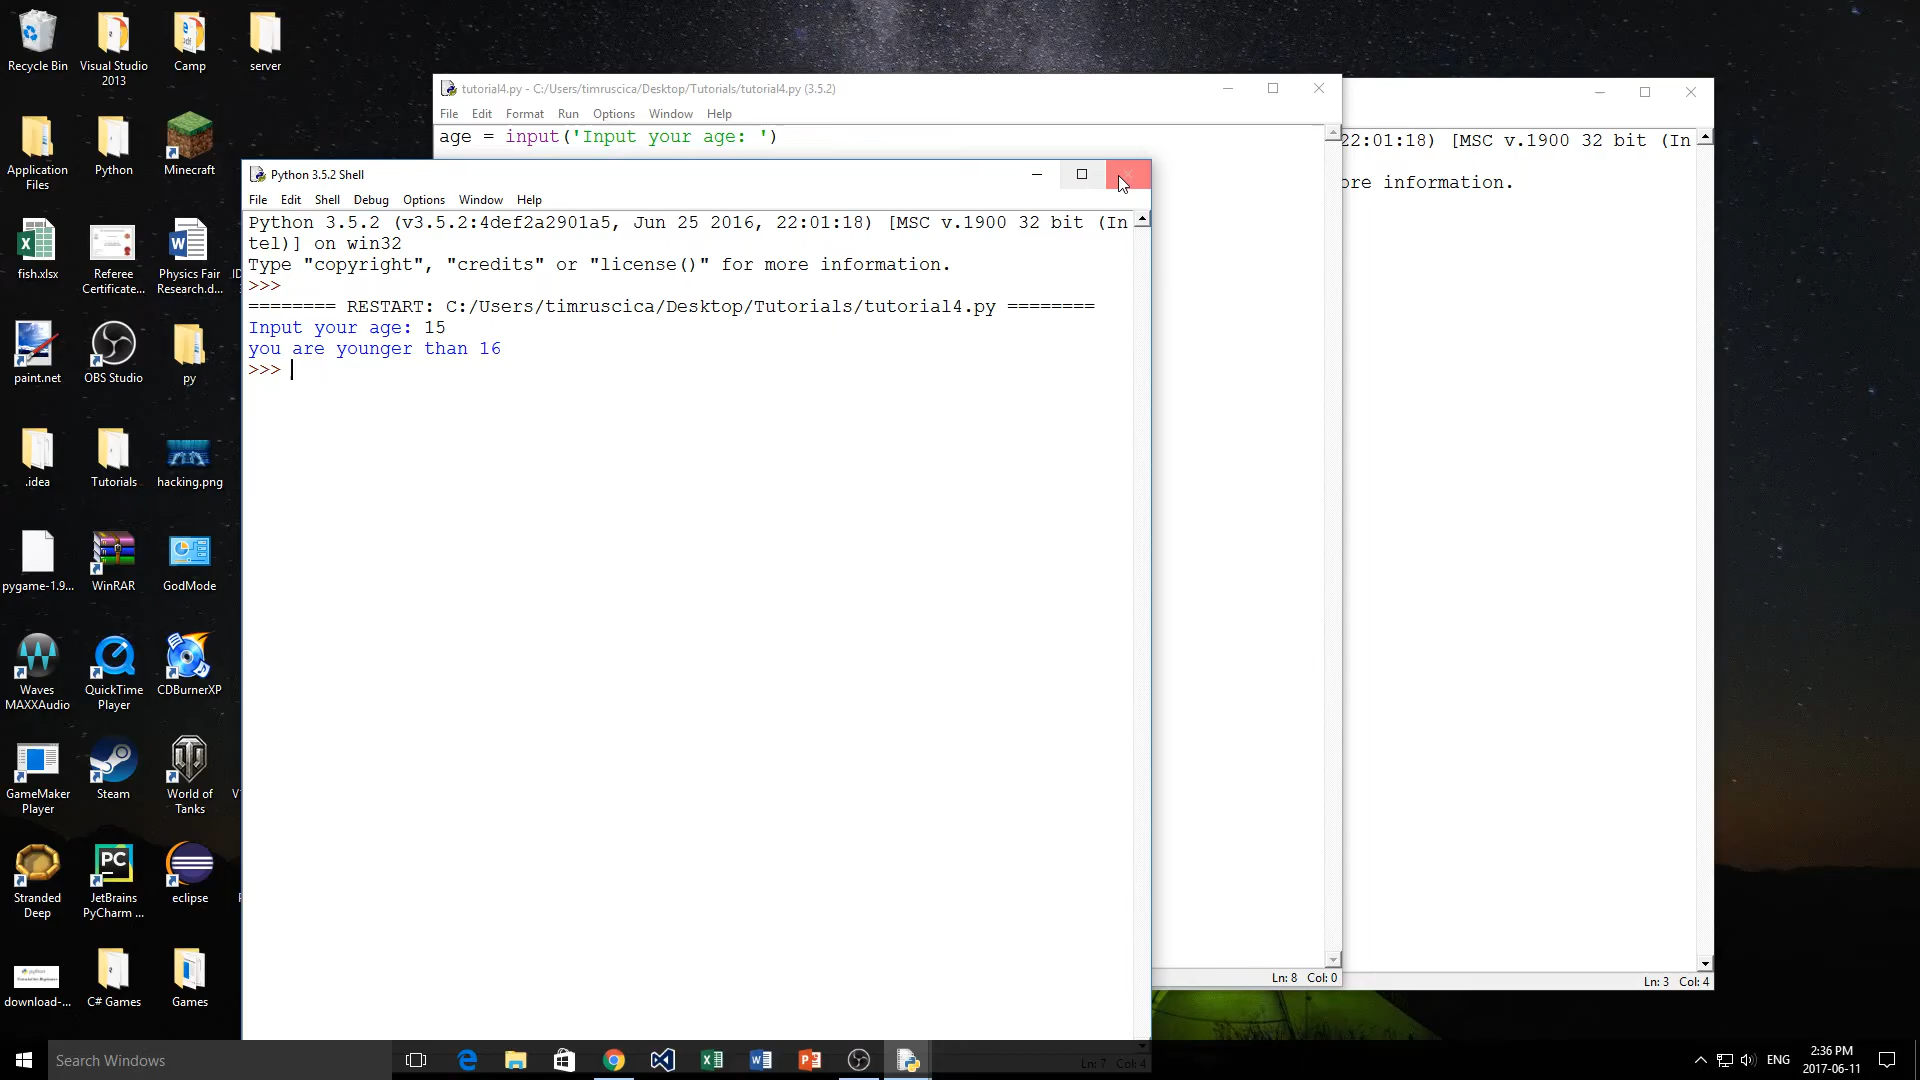 Recycle Bin
Visual Studio
2013
Camp
server
Application
Files
Python
Minecraft
fish.xlsx
Referee
Certificate...
Physics Fair
Research.d...
paint.net
OBS Studio
py
.idea
Tutorials
hacking.png
pygame-1.9...
WinRAR
GodMode
Waves
MAXXAudio
QuickTime
Player
CDBurnerXP
GameMaker
Player
Steam
World of
Tanks
Stranded
Deep
JetBrains
PyCharm ...
eclipse
download-...
C# Games
Games
tutorial4.py - C:/Users/timruscica/Desktop/Tutorials/tutorial4.py (3.5.2)
File Edit Format Run Options Window Help
age = input('Input your age: ')
Python 3.5.2 Shell
File Edit Shell Debug Options Window Help
Python 3.5.2 (v3.5.2:4def2a2901a5, Jun 25 2016, 22:01:18) [MSC v.1900 32 bit (In
tel)] on win32
Type "copyright", "credits" or "license()" for more information.
>>>
======== RESTART: C:/Users/timruscica/Desktop/Tutorials/tutorial4.py ========
Input your age: 15
you are younger than 16
>>>
22:01:18) [MSC v.1900 32 bit (In
ore information.
Ln: 8 Col: 0
Ln: 3 Col: 4
Ln: 7 Col: 4
Search Windows
ENG
2:36 PM
2017-06-11